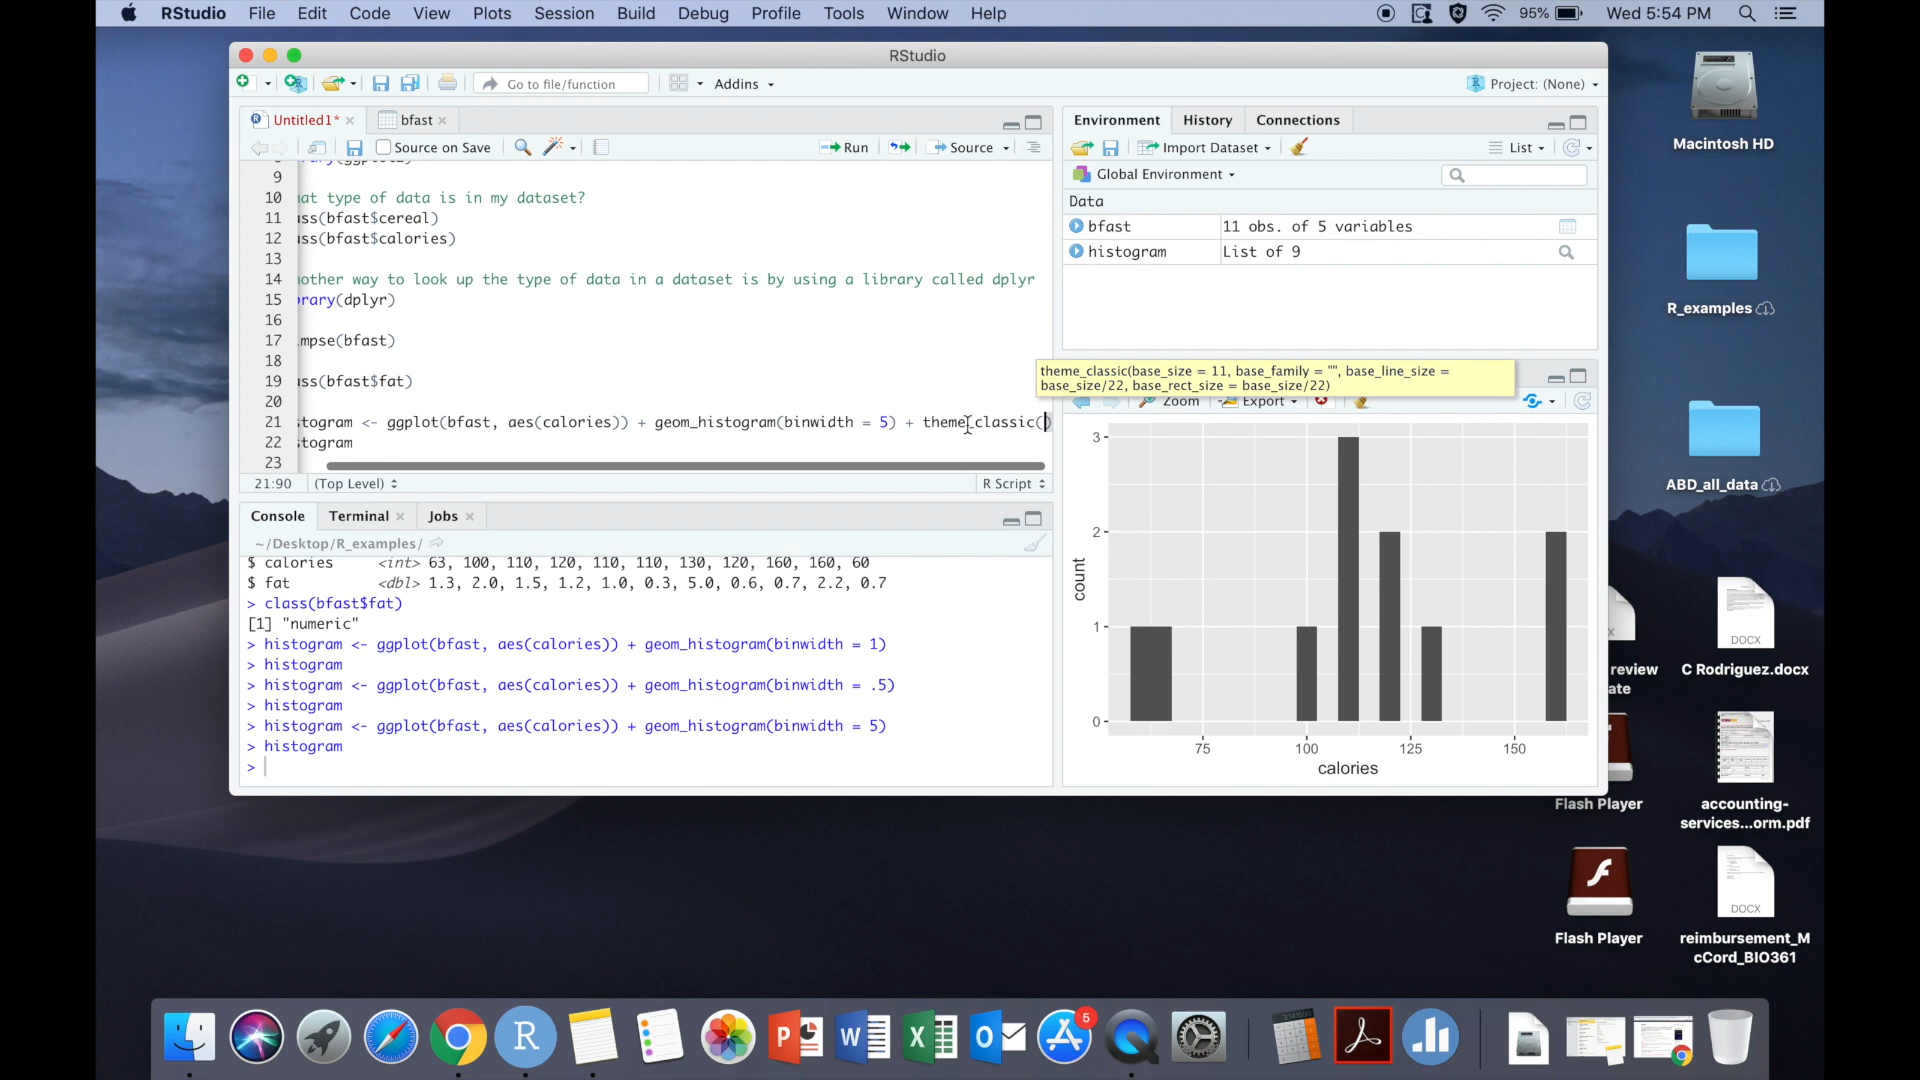 RStudio File Edit Code View Plots Session Build Debug Profile Tools Window Help 95% Wed 5:54 PM
RStudio
Go to file/function Addins Project: (None)
Untitled1* bfast
Source on Save Run Source
9
10 hat type of data is in my dataset?
11 ass(bfast$cereal)
12 ass(bfast$calories)
13
14 nother way to look up the type of data in a dataset is by using a library called dplyr
15 brary(dplyr)
16
17 impse(bfast)
18
19 ass(bfast$fat)
20
21 stogram <- ggplot(bfast, aes(calories)) + geom_histogram(binwidth = 5) + theme_classic()
22 stogram
23
21:90 (Top Level) R Script
Console Terminal Jobs
~/Desktop/R_examples/
$ calories <int> 63, 100, 110, 120, 110, 110, 130, 120, 160, 160, 60
$ fat <dbl> 1.3, 2.0, 1.5, 1.2, 1.0, 0.3, 5.0, 0.6, 0.7, 2.2, 0.7
> class(bfast$fat)
[1] "numeric"
> histogram <- ggplot(bfast, aes(calories)) + geom_histogram(binwidth = 1)
> histogram
> histogram <- ggplot(bfast, aes(calories)) + geom_histogram(binwidth = .5)
> histogram
> histogram <- ggplot(bfast, aes(calories)) + geom_histogram(binwidth = 5)
> histogram
>
Environment History Connections
Import Dataset List
Global Environment
Data
bfast 11 obs. of 5 variables
histogram List of 9
theme_classic(base_size = 11, base_family = "", base_line_size =
base_size/22, base_rect_size = base_size/22)
Zoom Export
3
2
1
0
count
75 100 125 150
calories
Macintosh HD
R_examples
ABD_all_data
DOCX
review
ate
C Rodriguez.docx
Flash Player
accounting-
services...orm.pdf
DOCX
Flash Player
reimbursement_M
cCord_BIO361
5